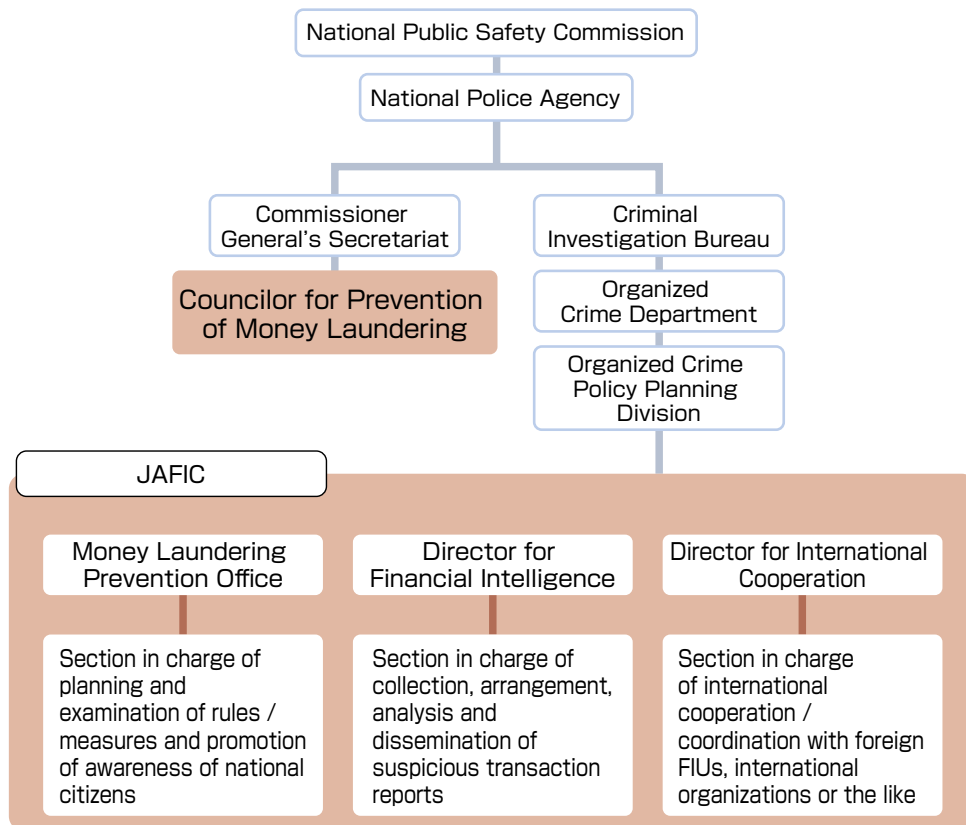 National Public Safety Commission
National Police Agency
Commissioner
General's Secretariat
Criminal
Investigation Bureau
Councilor for Prevention
of Money Laundering
Organized
Crime Department
Organized Crime
Policy Planning
Division
JAFIC
Money Laundering
Prevention Office
Director for
Financial Intelligence
Director for International
Cooperation
Section in charge of
planning and
examination of rules /
measures and promotion
of awareness of national
citizens
Section in charge of
collection, arrangement,
analysis and
dissemination of
suspicious transaction
reports
Section in charge
of international
cooperation /
coordination with foreign
FIUs, international
organizations or the like